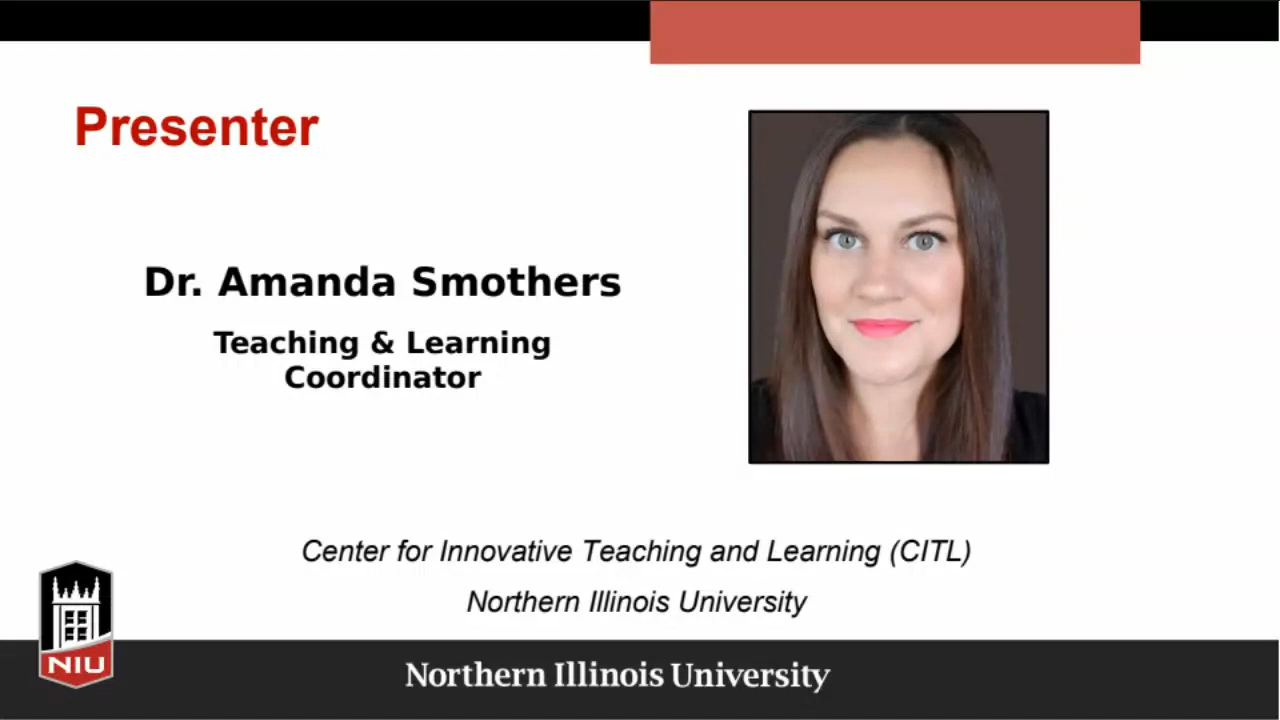 Presenter
Dr. Amanda Smothers
Teaching & Learning
Coordinator
Center for Innovative Teaching and Learning (CITL)
Northern Illinois University
NIU
Northern Illinois University